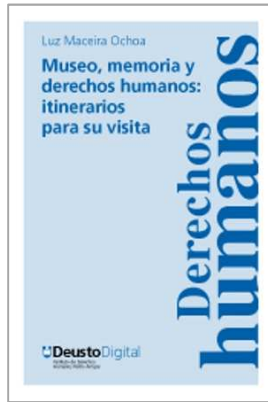 Luz Maceira Ochoa
Museo, memoria y
derechos humanos:
itinerarios
para su visita
Derechos
humanos
DeustoDigital